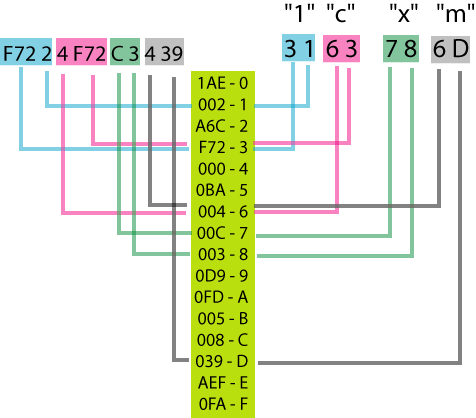 "1" "c" "x" "m"
F72 2 4 F72 C 3 4 39 3 1 6 3 7 8 6 D
1AE - 0
002 - 1
A6C - 2
F72 - 3
000 - 4
0BA - 5
004 - 6
00C - 7
003 - 8
0D9 - 9
0FD - A
005 - B
008 - C
039 - D
AEF - E
0FA - F